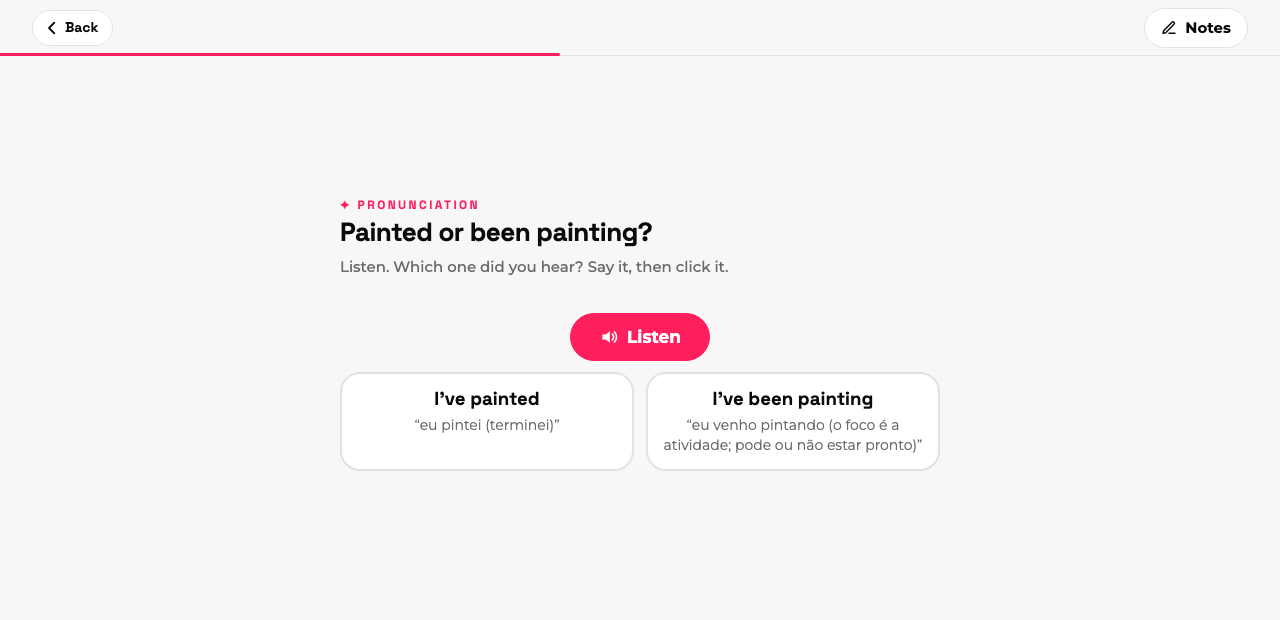 Back
Notes
✦ PRONUNCIATION
Painted or been painting?
Listen. Which one did you hear? Say it, then click it.
Listen
I’ve painted
“eu pintei (terminei)”
I’ve been painting
“eu venho pintando (o foco é a
atividade; pode ou não estar pronto)”